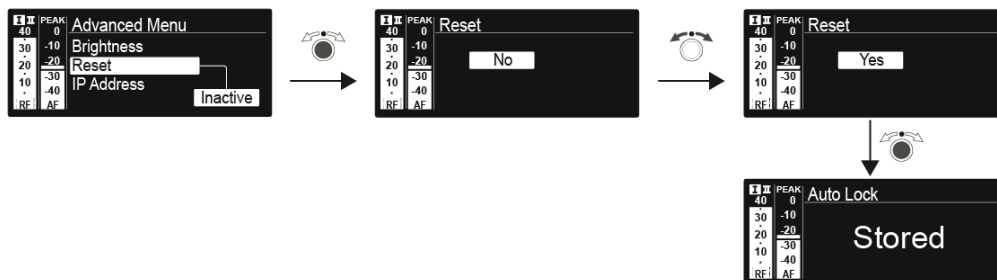 I II PEAK Advanced Menu
40 0
30 -10 Brightness
20 -20 Reset
10 -30 IP Address
-40 Inactive
RF AF
I II PEAK Reset
40 0
30 -10 No
20 -20
10 -30
-40
RF AF
I II PEAK Reset
40 0
30 -10 Yes
20 -20
10 -30
-40
RF AF
I II PEAK Auto Lock
40 0
30 -10
20 -20 Stored
10 -30
-40
RF AF